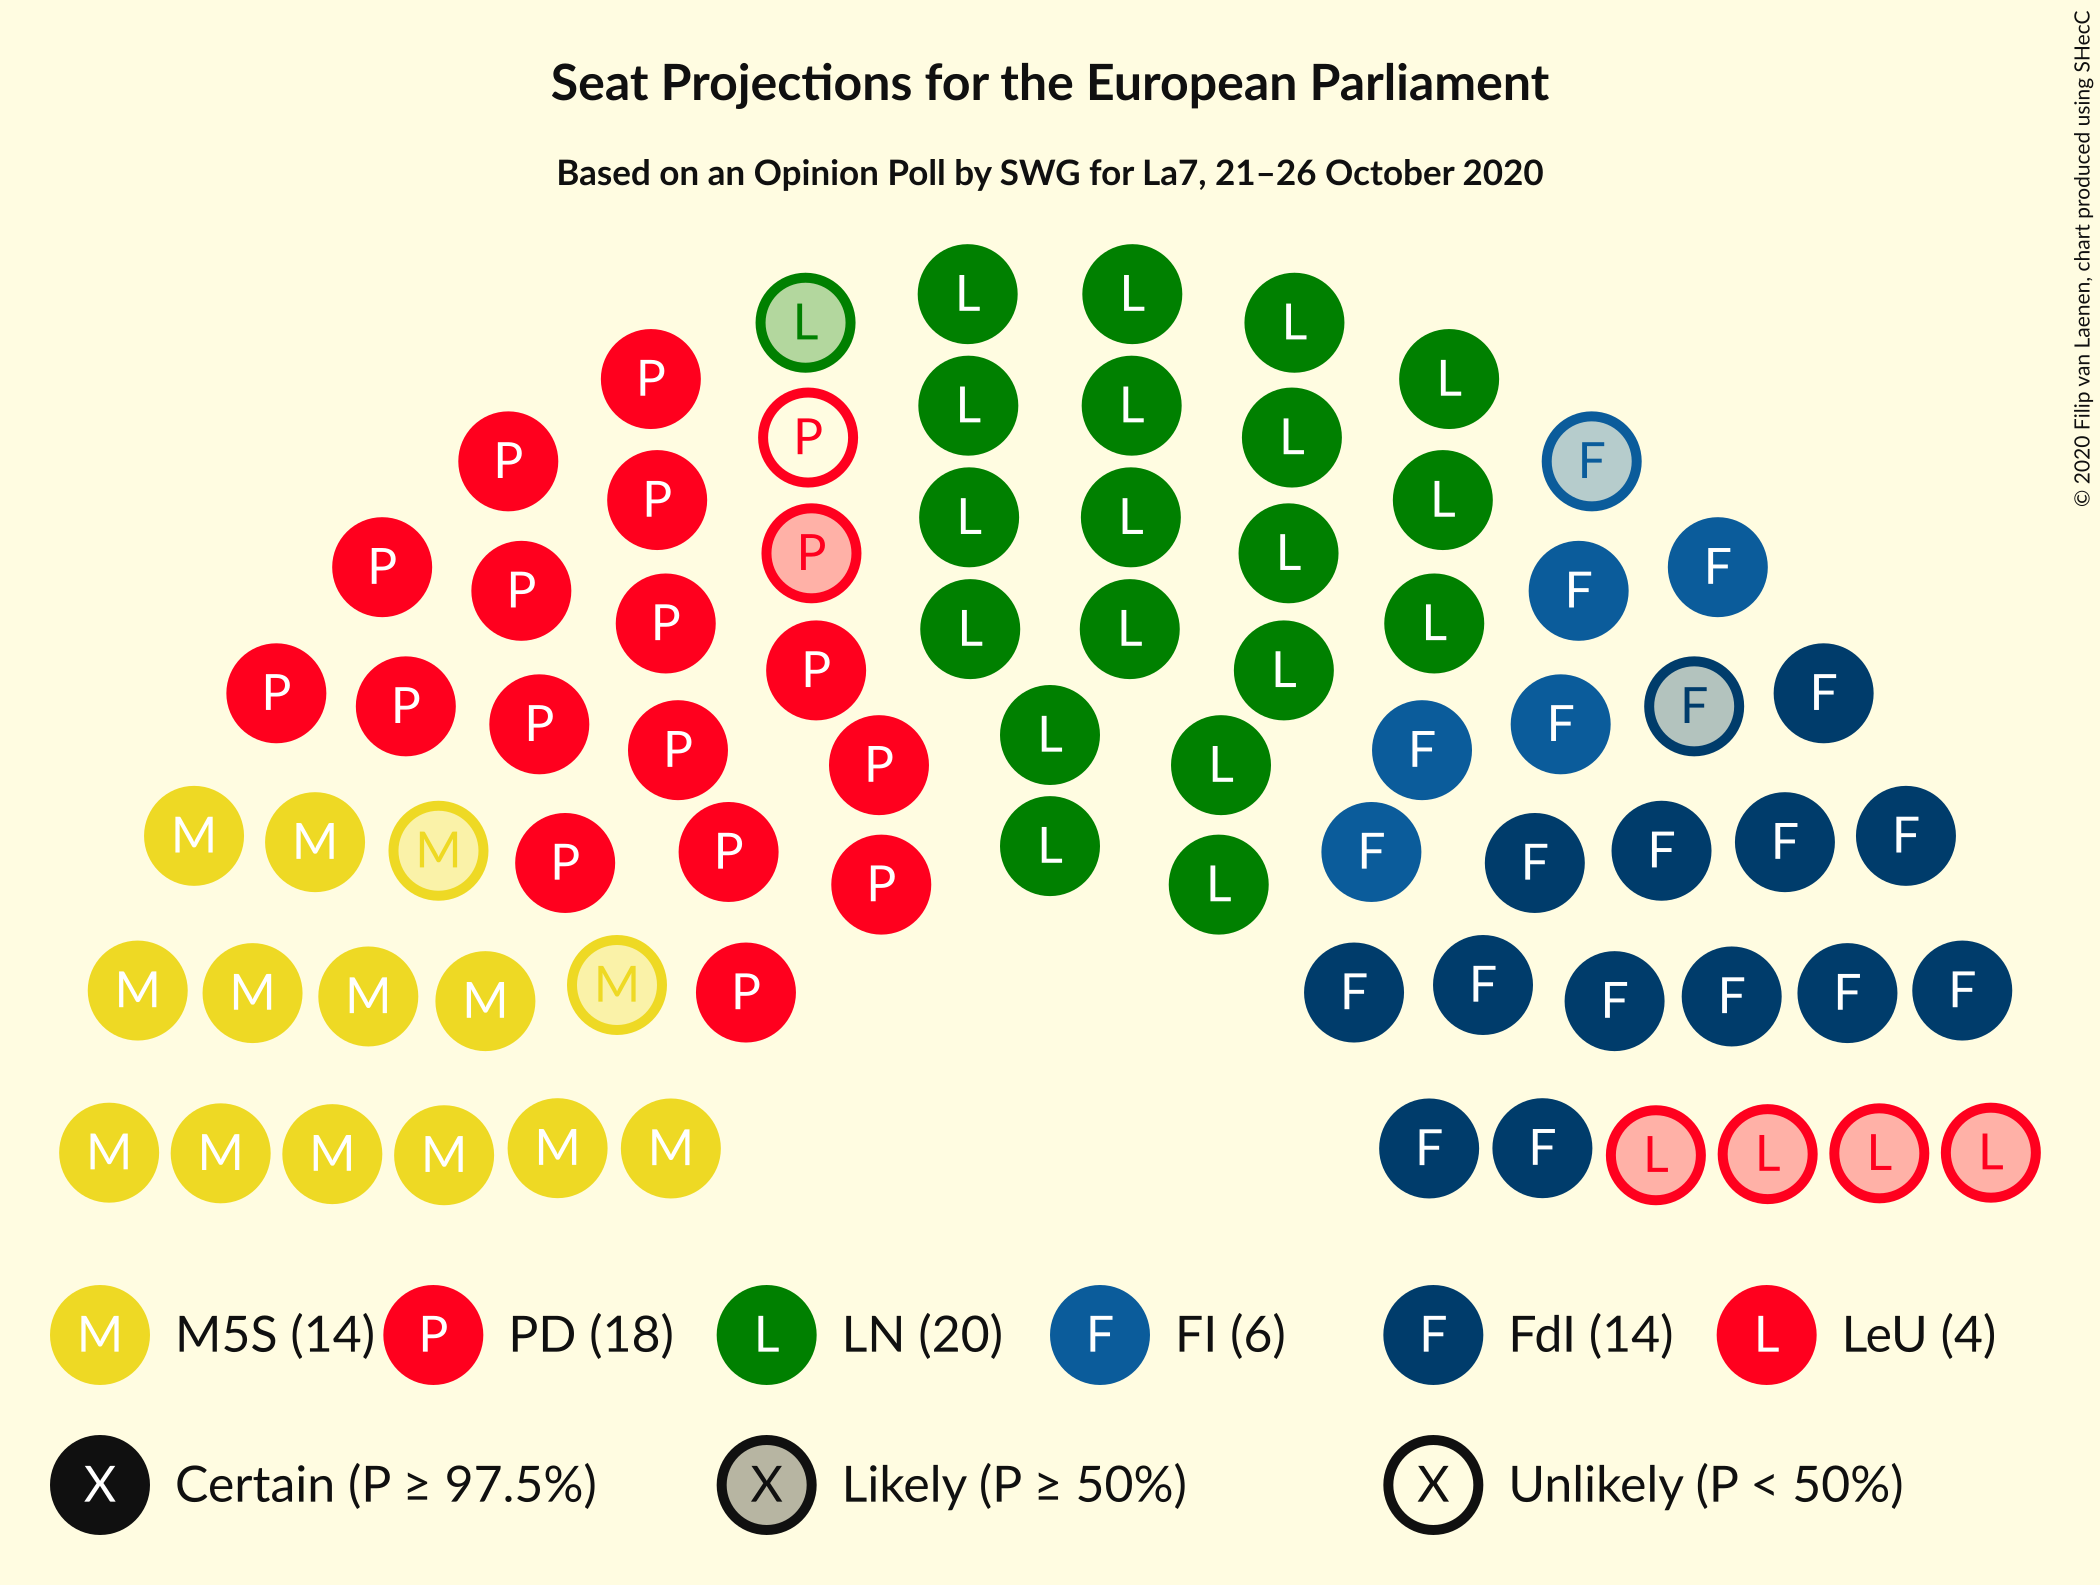 Seat Projections for the European Parliament
Based on an Opinion Poll by SWG for La7, 21–26 October 2020
© 2020 Filip van Laenen, chart produced using SHecC
L L
L L
P L
L L
P L L
P P
P L L
P L L
P P
P F F
P P
L L
P L
P L
P P F
P P
P P F F
L
P L
M M M P P L F F F F F
P L
M M M M M P F F F F F F
M M M M M M F F L L L L
M M5S (14) P PD (18) L LN (20) F FI (6) F FdI (14) L LeU (4)
X Certain (P ≥ 97.5%) X Likely (P ≥ 50%) X Unlikely (P < 50%)